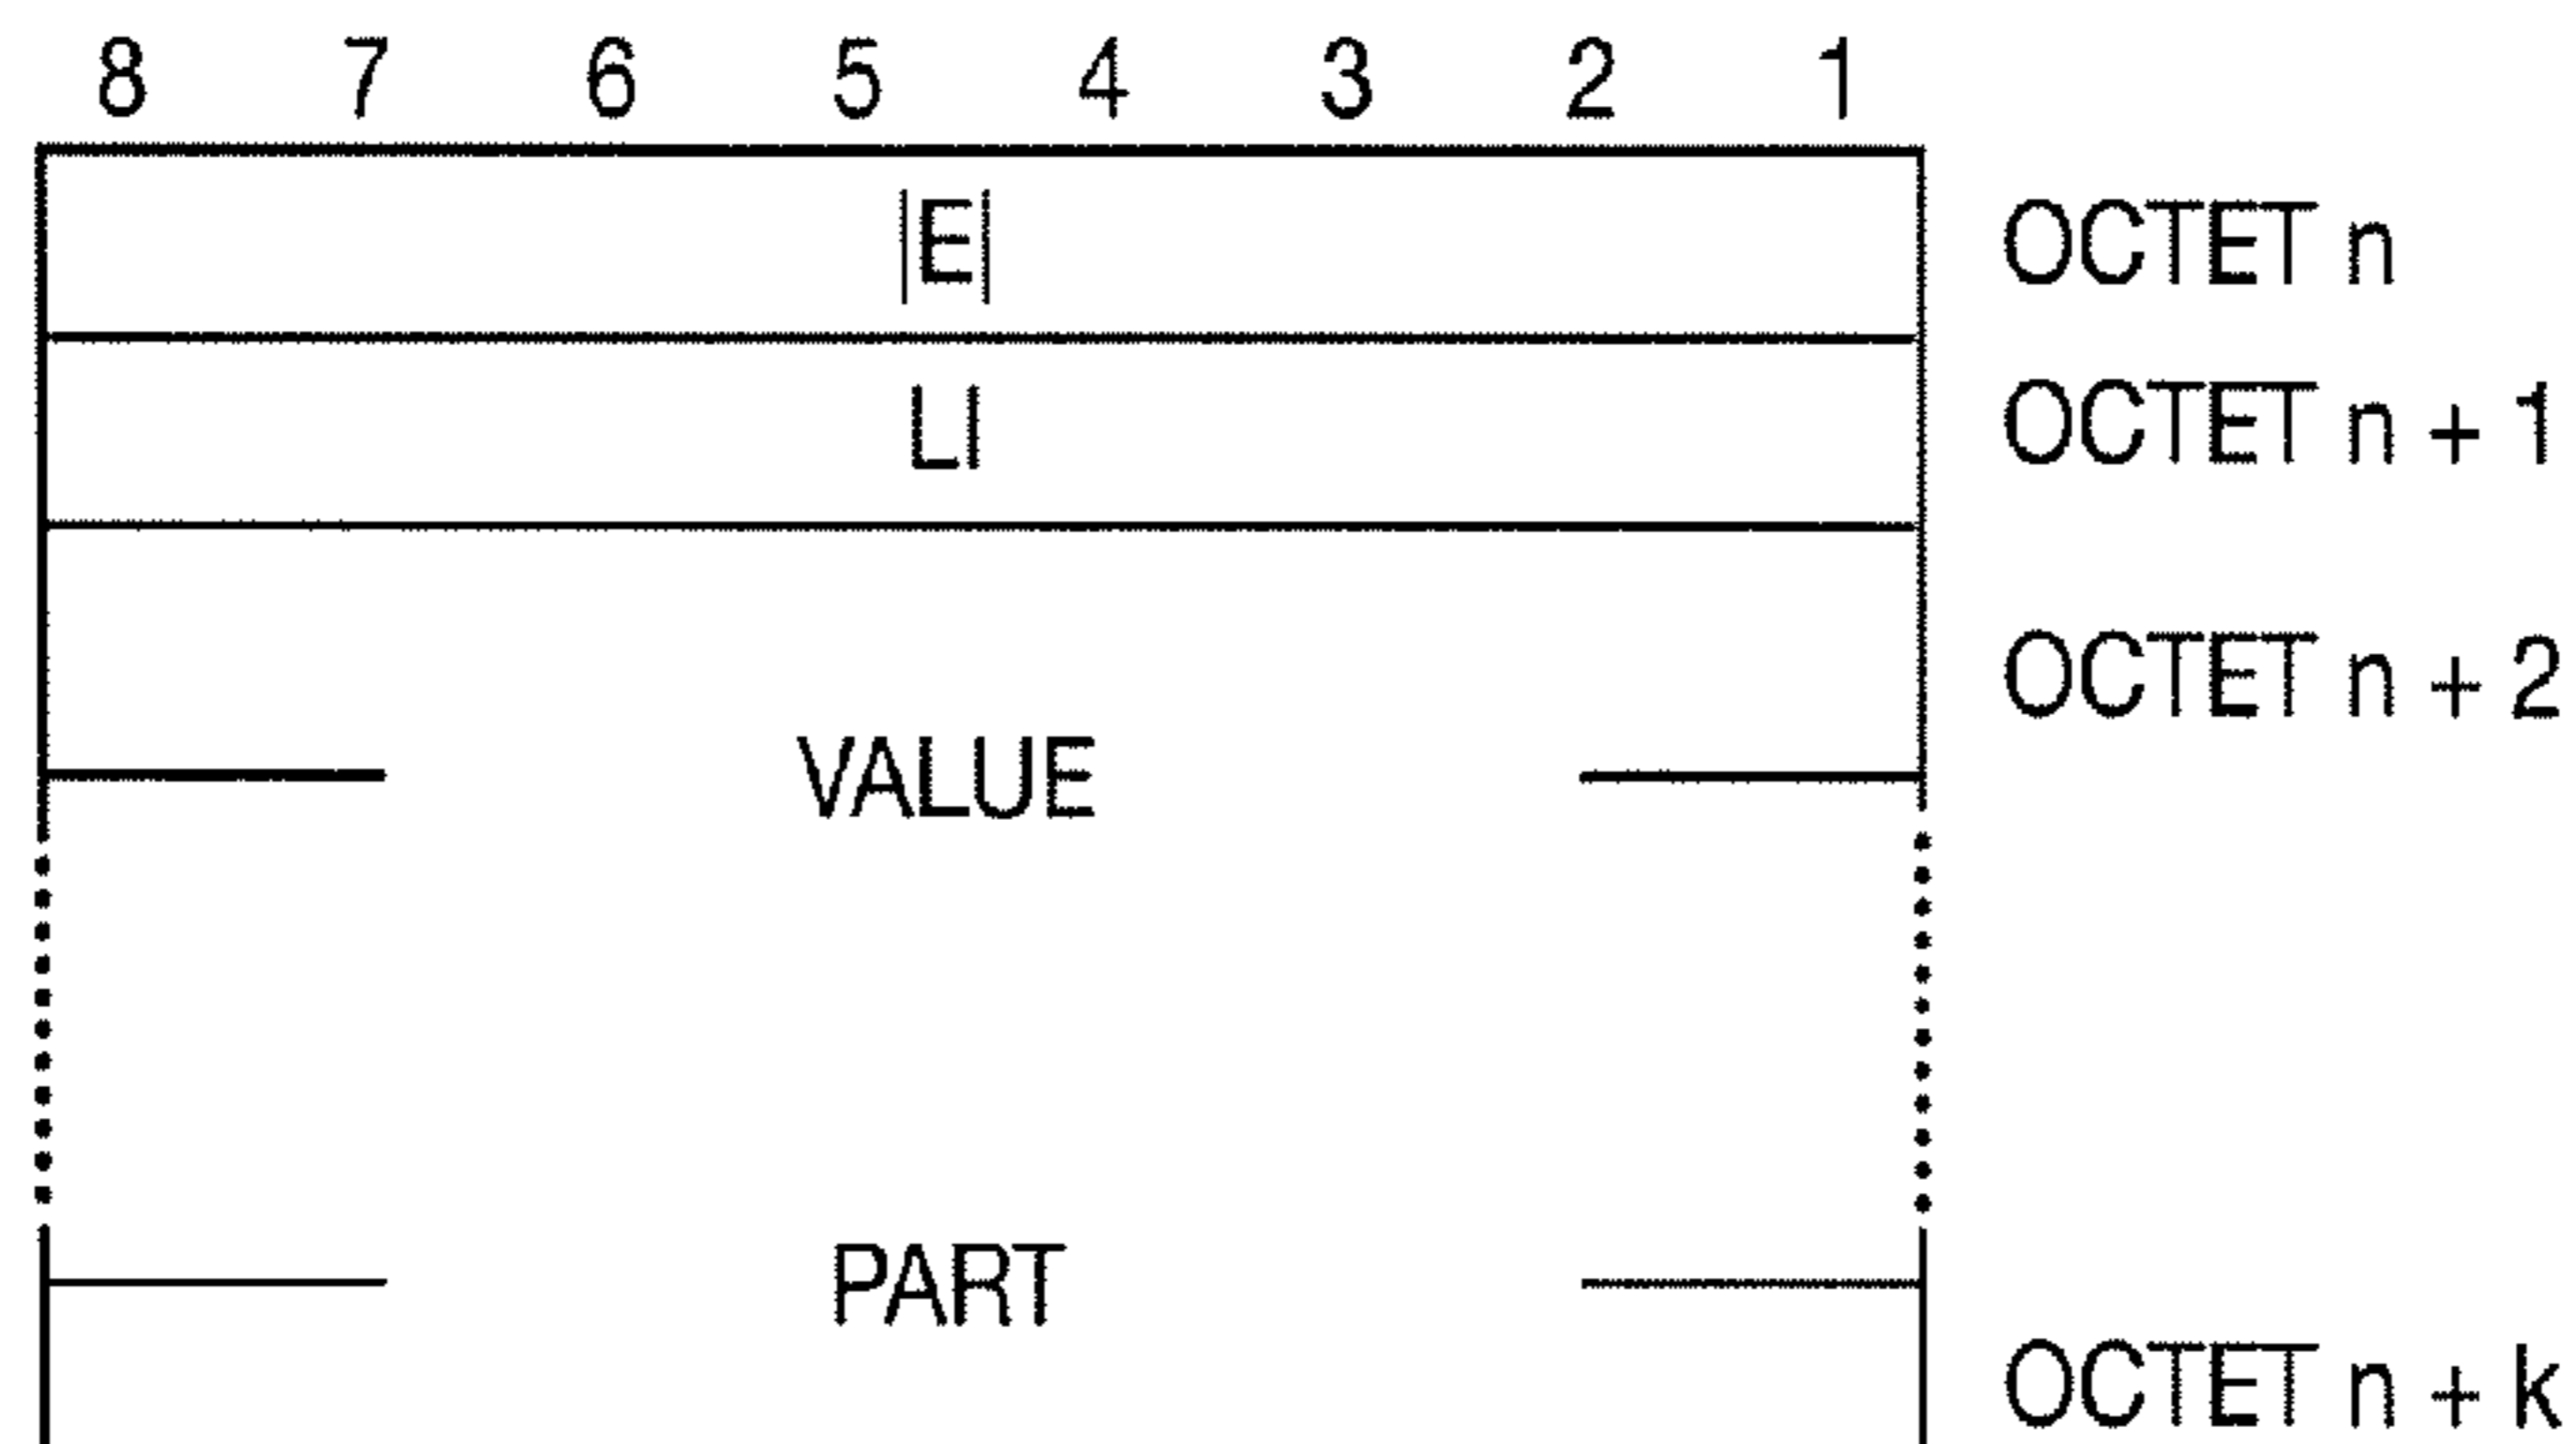 8 7 6 5 4 3 2 1
|E| OCTET n
LI OCTET n + 1
OCTET n + 2
VALUE
PART
OCTET n + k